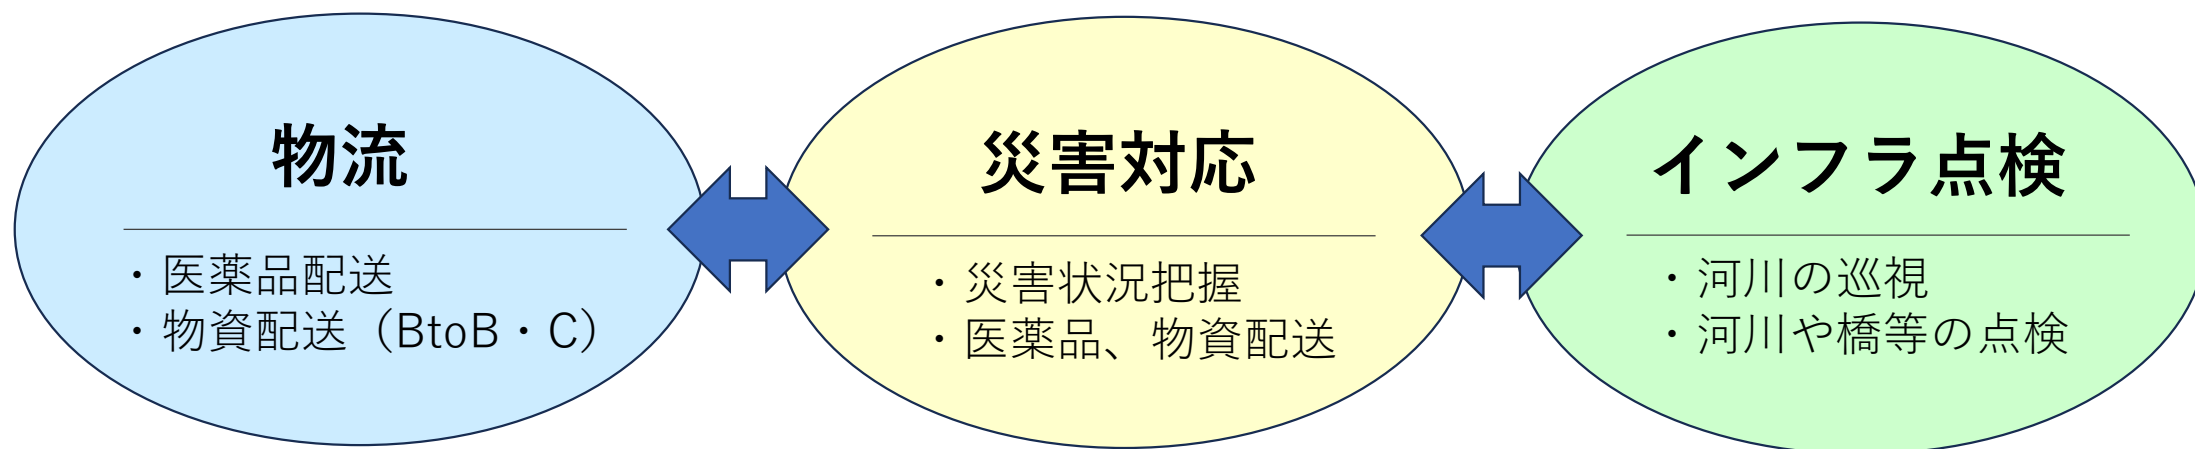 物流
・医薬品配送
・物資配送（BtoB・C）
災害対応
・災害状況把握
・医薬品、物資配送
インフラ点検
・河川の巡視
・河川や橋等の点検